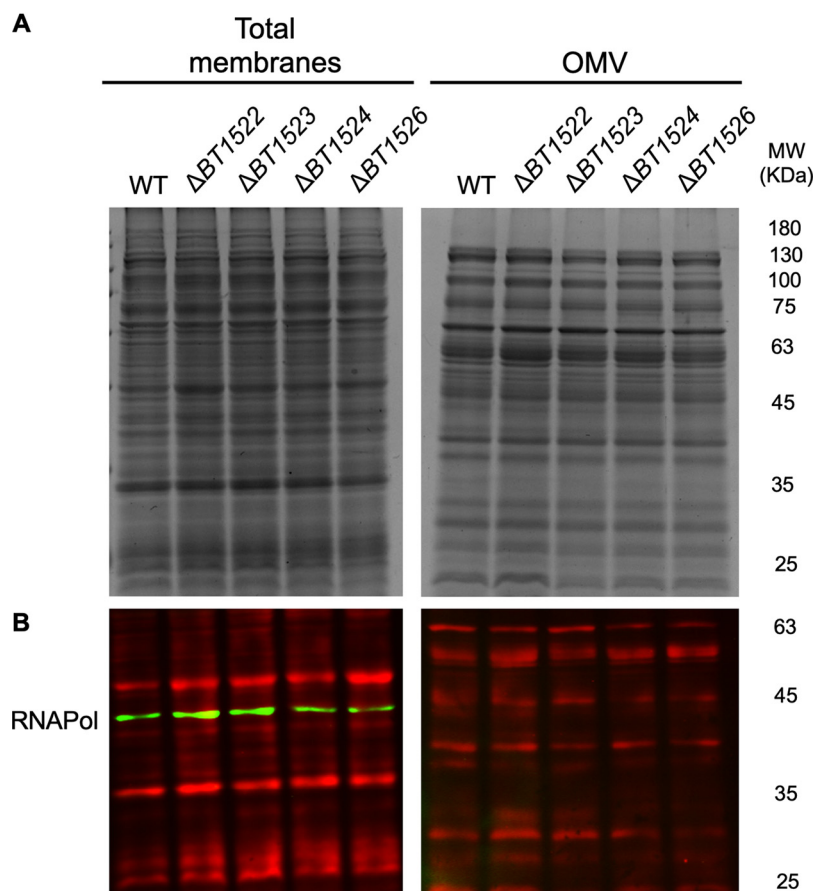 A
Total
membranes
OMV
WT ΔBT1522 ΔBT1523 ΔBT1524 ΔBT1526
WT ΔBT1522 ΔBT1523 ΔBT1524 ΔBT1526
MW
(KDa)
180
130
100
75
63
45
35
25
B
63
RNAPol
45
35
25